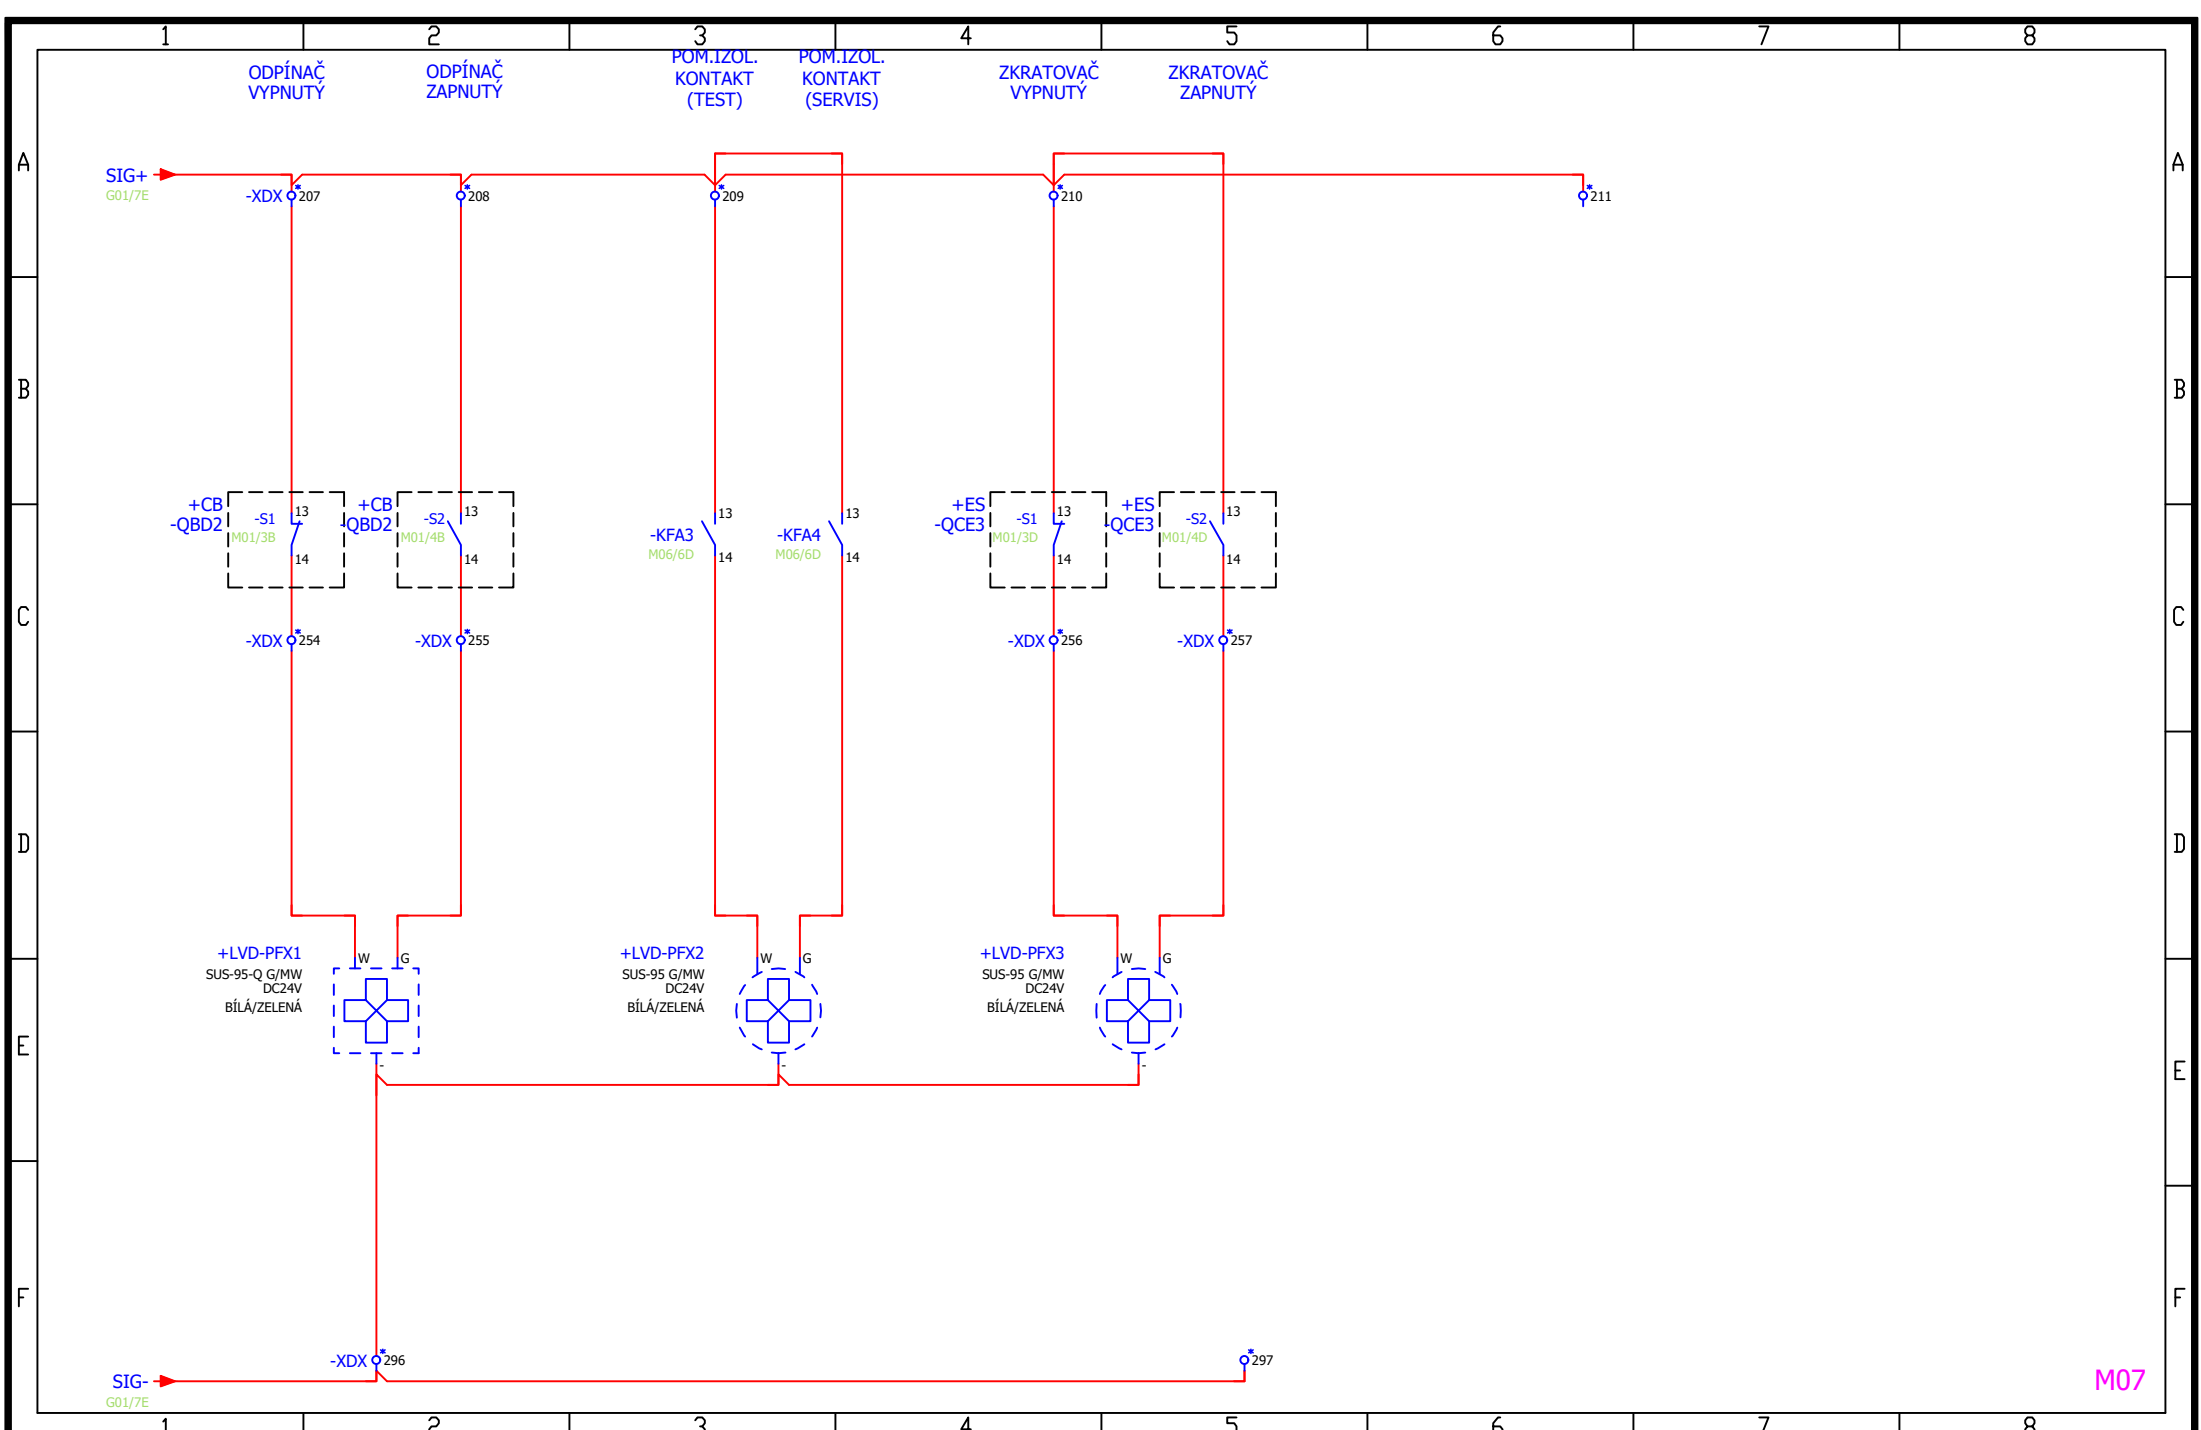 1 2 3 4 5 6 7 8
ODPÍNAČ
VYPNUTÝ
ODPÍNAČ
ZAPNUTÝ
POM.IZOL.
KONTAKT
(TEST)
POM.IZOL.
KONTAKT
(SERVIS)
ZKRATOVAČ
VYPNUTÝ
ZKRATOVAČ
ZAPNUTÝ
A A
SIG+
G01/7E
-XDX * 207
* 208
* 209
* 210
* 211
B B
+CB
-QBD2
-S1
M01/3B
13
14
+CB
-QBD2
-S2
M01/4B
13
14
-KFA3
M06/6D
13
14
-KFA4
M06/6D
13
14
+ES
-QCE3
-S1
M01/3D
13
14
+ES
-QCE3
-S2
M01/4D
13
14
C C
-XDX * 254
-XDX * 255
-XDX * 256
-XDX * 257
D D
+LVD-PFX1
SUS-95-Q G/MW
DC24V
BÍLÁ/ZELENÁ
W G
-
+LVD-PFX2
SUS-95 G/MW
DC24V
BÍLÁ/ZELENÁ
W G
-
+LVD-PFX3
SUS-95 G/MW
DC24V
BÍLÁ/ZELENÁ
W G
-
E E
F F
-XDX * 296
* 297
SIG-
G01/7E
M07
1 2 3 4 5 6 7 8